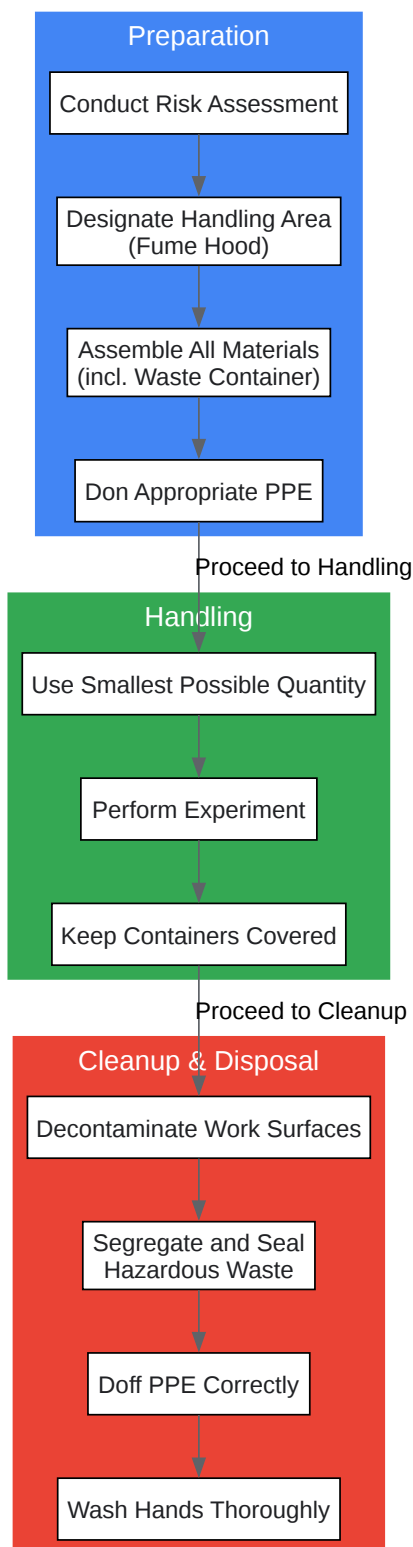 Preparation
Conduct Risk Assessment
Designate Handling Area
(Fume Hood)
Assemble All Materials
(incl. Waste Container)
Don Appropriate PPE
Proceed to Handling
Handling
Use Smallest Possible Quantity
Perform Experiment
Keep Containers Covered
Proceed to Cleanup
Cleanup & Disposal
Decontaminate Work Surfaces
Segregate and Seal
Hazardous Waste
Doff PPE Correctly
Wash Hands Thoroughly